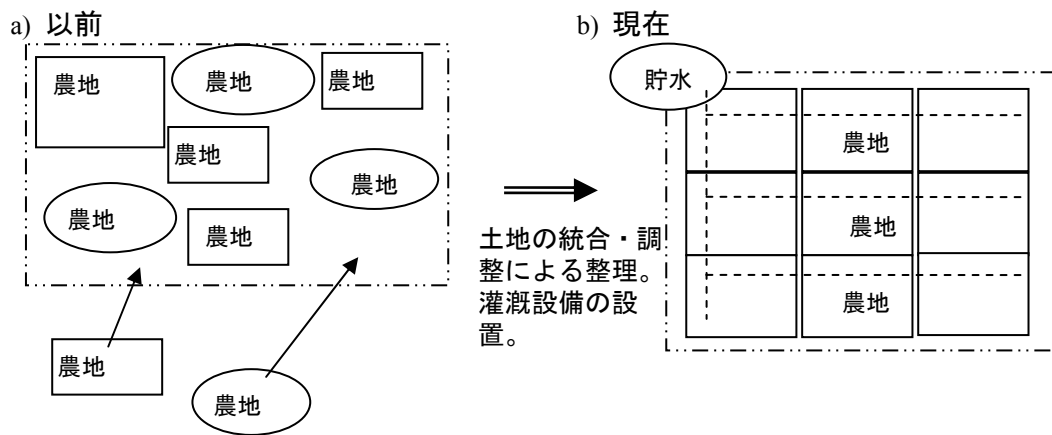 a) 以前
農地
農地
農地
農地
農地
農地
農地
農地
農地
土地の統合・調
整による整理。
灌漑設備の設
置。
b) 現在
貯水
農地
農地
農地